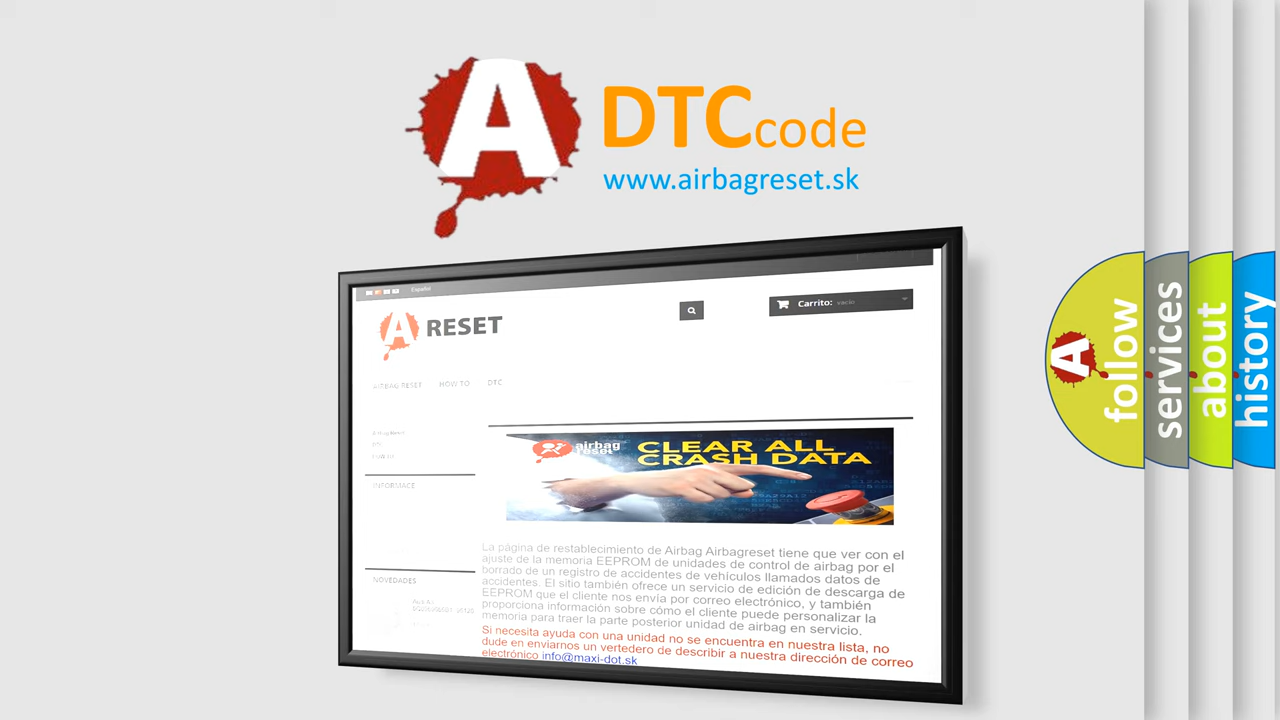 A DTCcode
www.airbagreset.sk
Español
A RESET
Carrito: vacío
AIRBAG RESET HOW TO DTC
INFORMACE
NOVEDADES
airbag
reset
CLEAR ALL
CRASH DATA
La página de restablecimiento de Airbag Airbagreset tiene que ver con el
ajuste de la memoria EEPROM de unidades de control de airbag por el
borrado de un registro de accidentes de vehículos llamados datos de
accidentes. El sitio también ofrece un servicio de edición de descarga de
EEPROM que el cliente nos envía por correo electrónico, y también
proporciona información sobre cómo el cliente puede personalizar la
memoria para traer la parte posterior unidad de airbag en servicio.
Si necesita ayuda con una unidad no se encuentra en nuestra lista, no
dude en enviarnos un vertedero de describir a nuestra dirección de correo
electrónico info@maxi-dot.sk
A follow
services
about
history